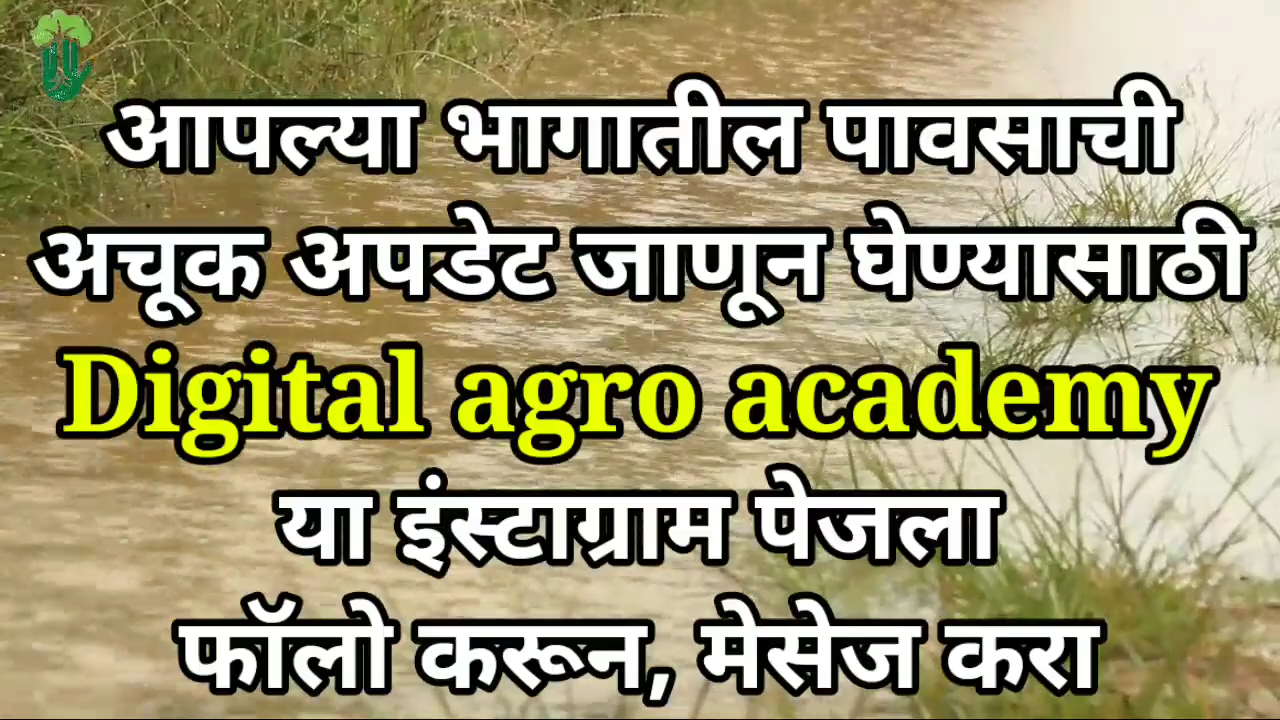 आपल्या भागातील पावसाची
अचूक अपडेट जाणून घेण्यासाठी
Digital agro academy
या इंस्टाग्राम पेजला
फॉलो करून, मेसेज करा